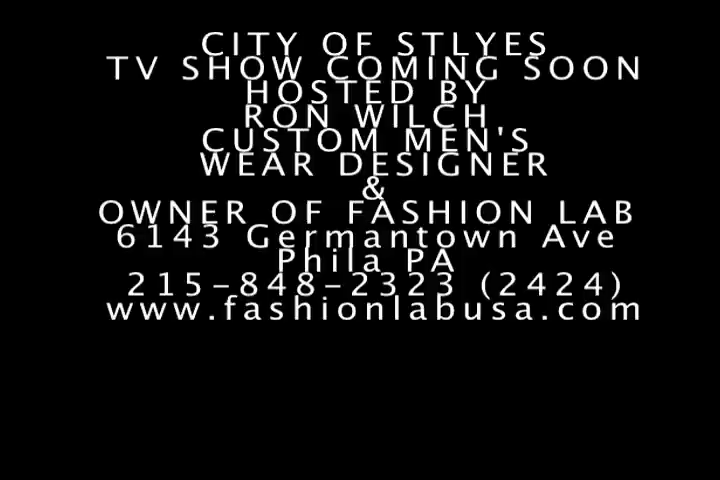 CITY OF STLYES
TV SHOW COMING SOON
HOSTED BY
RON WILCH
CUSTOM MEN'S
WEAR DESIGNER
&
OWNER OF FASHION LAB
6143 Germantown Ave
Phila PA
215-848-2323 (2424)
www.fashionlabusa.com